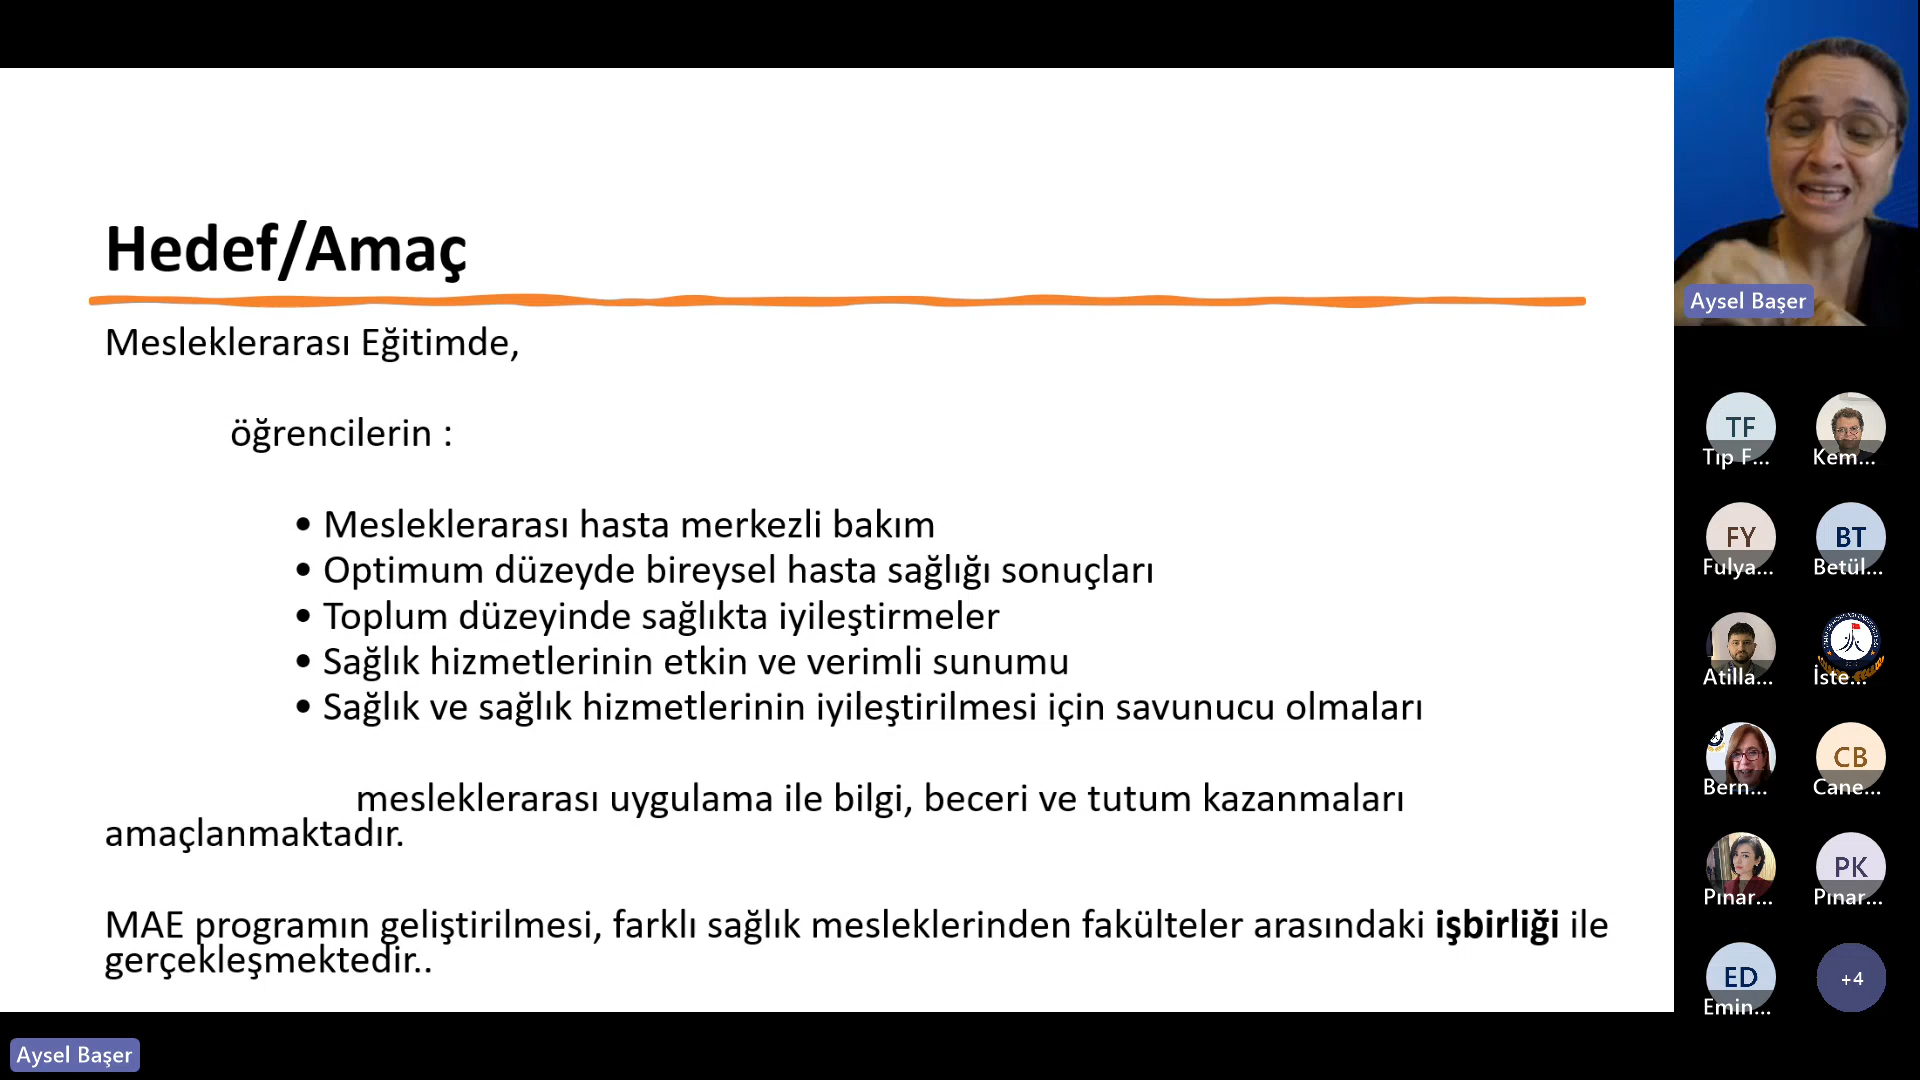 Hedef/Amaç
Mesleklerarası Eğitimde,
öğrencilerin :
• Mesleklerarası hasta merkezli bakım
• Optimum düzeyde bireysel hasta sağlığı sonuçları
• Toplum düzeyinde sağlıkta iyileştirmeler
• Sağlık hizmetlerinin etkin ve verimli sunumu
• Sağlık ve sağlık hizmetlerinin iyileştirilmesi için savunucu olmaları
mesleklerarası uygulama ile bilgi, beceri ve tutum kazanmaları
amaçlanmaktadır.
MAE programın geliştirilmesi, farklı sağlık mesleklerinden fakülteler arasındaki işbirliği ile
gerçekleşmektedir..
Aysel Başer
TF
Tıp F...
Kem...
FY
Fulya...
BT
Betül...
Atilla...
İste...
Bern...
CB
Cane...
Pınar...
PK
Pınar...
ED
Emin...
+4
Aysel Başer